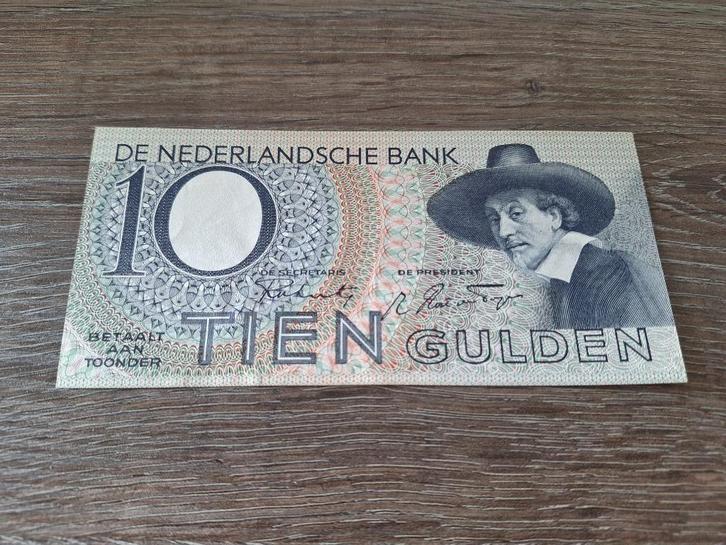 DE NEDERLANDSCHE BANK
10
DE SECRETARIS DE PRESIDENT
BETAALT
AAN
TOONDER
TIEN GULDEN